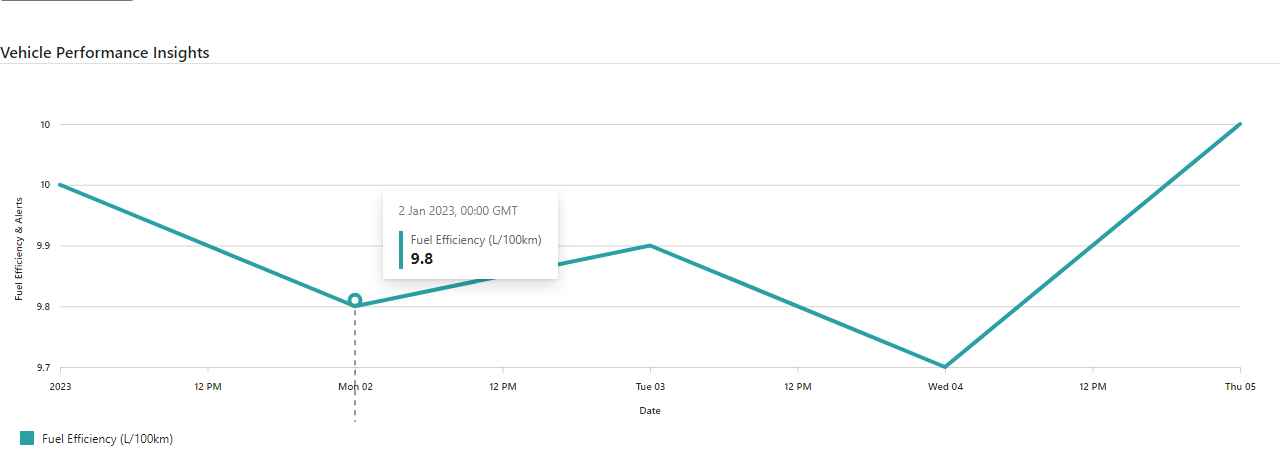 Vehicle Performance Insights
10
10
9.9
9.8
9.7
Fuel Efficiency & Alerts
2 Jan 2023, 00:00 GMT
Fuel Efficiency (L/100km)
9.8
2023 12 PM Mon 02 12 PM Tue 03 12 PM Wed 04 12 PM Thu 05
Date
Fuel Efficiency (L/100km)